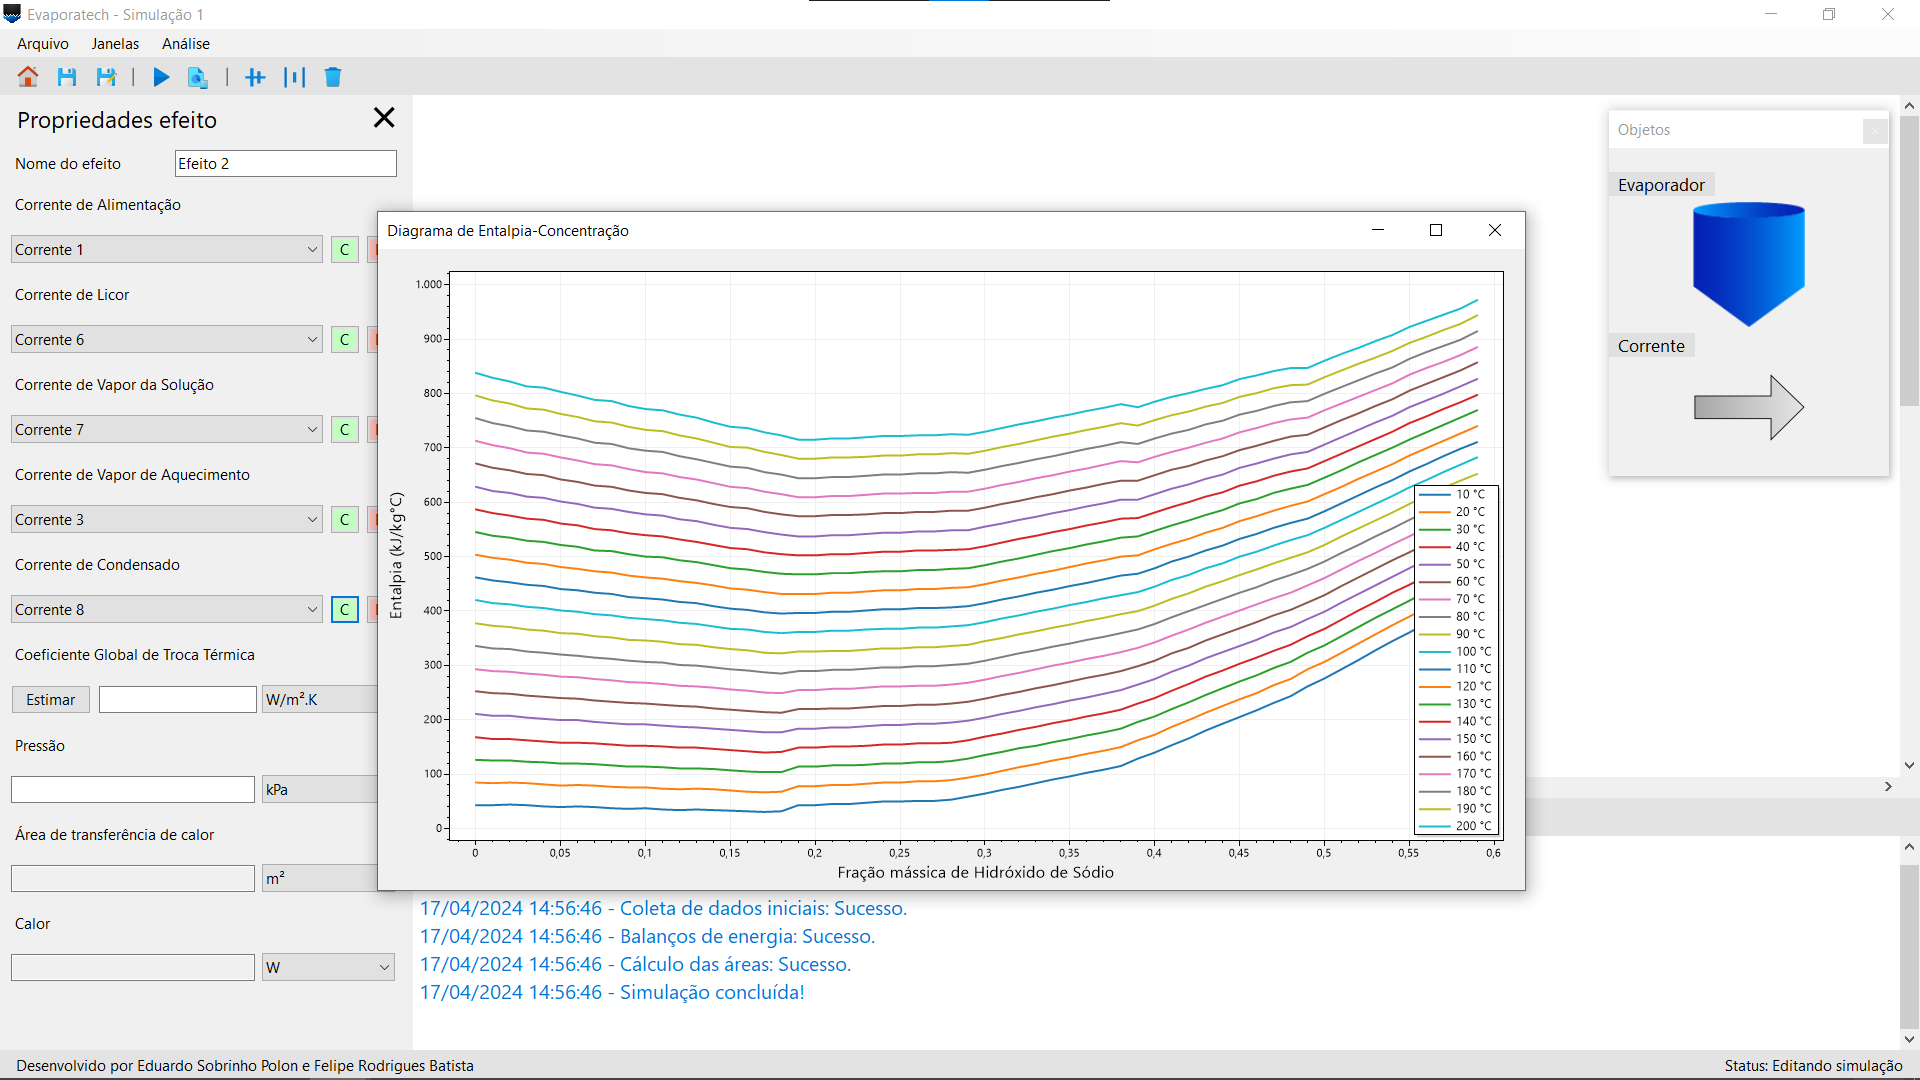 Evaporatech - Simulação 1
Arquivo Janelas Análise
Propriedades efeito
Nome do efeito Efeito 2
Corrente de Alimentação
Corrente 1 C
Corrente de Licor
Corrente 6 C
Corrente de Vapor da Solução
Corrente 7 C
Corrente de Vapor de Aquecimento
Corrente 3 C
Corrente de Condensado
Corrente 8 C
Coeficiente Global de Troca Térmica
Estimar W/m².K
Pressão
kPa
Área de transferência de calor
m²
Calor
W
Diagrama de Entalpia-Concentração
Entalpia (kJ/kg°C)
1.000
900
800
700
600
500
400
300
200
100
0
0 0,05 0,1 0,15 0,2 0,25 0,3 0,35 0,4 0,45 0,5 0,55 0,6
Fração mássica de Hidróxido de Sódio
10 °C
20 °C
30 °C
40 °C
50 °C
60 °C
70 °C
80 °C
90 °C
100 °C
110 °C
120 °C
130 °C
140 °C
150 °C
160 °C
170 °C
180 °C
190 °C
200 °C
Objetos
Evaporador
Corrente
17/04/2024 14:56:46 - Coleta de dados iniciais: Sucesso.
17/04/2024 14:56:46 - Balanços de energia: Sucesso.
17/04/2024 14:56:46 - Cálculo das áreas: Sucesso.
17/04/2024 14:56:46 - Simulação concluída!
Desenvolvido por Eduardo Sobrinho Polon e Felipe Rodrigues Batista
Status: Editando simulação